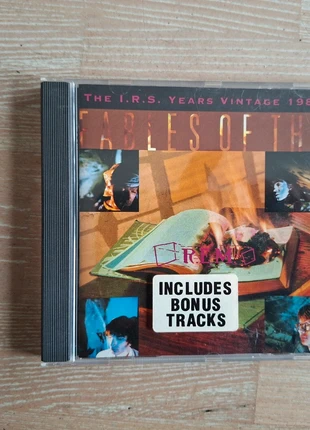 THE I.R.S. YEARS VINTAGE 198
FABLES OF TH
R.E.M.
INCLUDES
BONUS
TRACKS